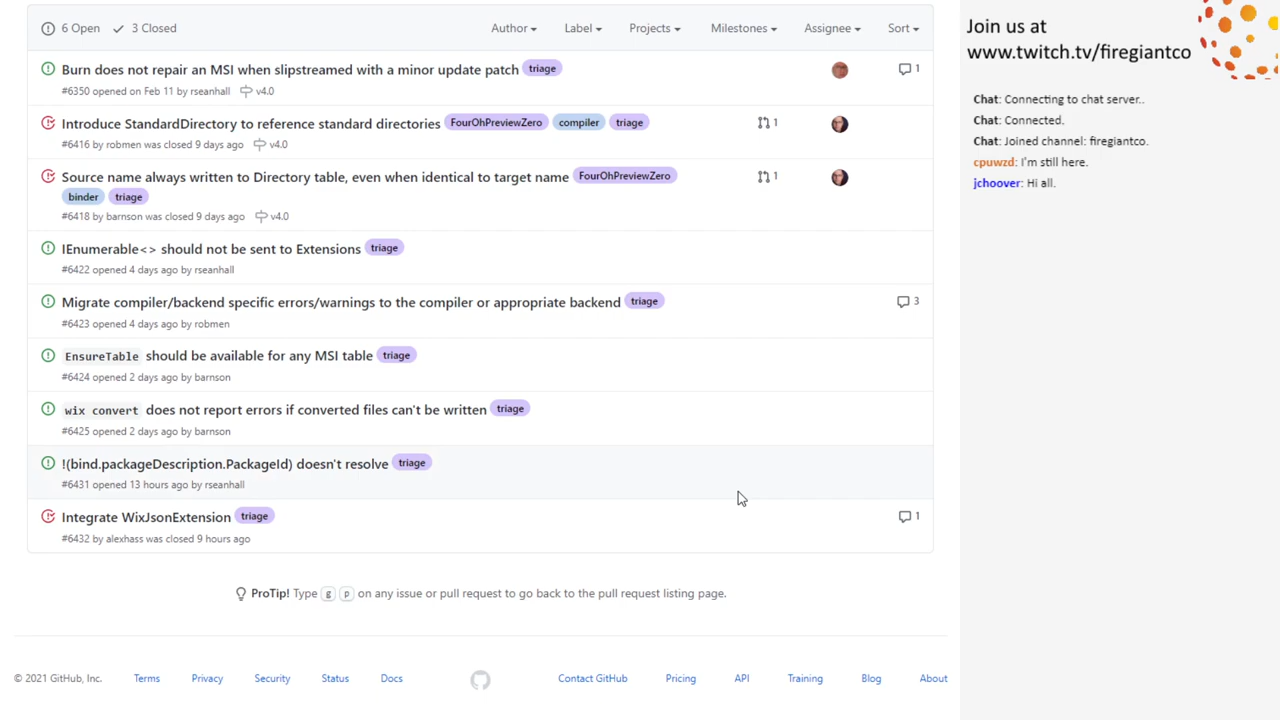 6 Open 3 Closed Author Label Projects Milestones Assignee Sort
Burn does not repair an MSI when slipstreamed with a minor update patch triage 1
#6350 opened on Feb 11 by rseanhall v4.0
Introduce StandardDirectory to reference standard directories FourOhPreviewZero compiler triage 1
#6416 by robmen was closed 9 days ago v4.0
Source name always written to Directory table, even when identical to target name FourOhPreviewZero 1
binder triage
#6418 by barnson was closed 9 days ago v4.0
IEnumerable<> should not be sent to Extensions triage
#6422 opened 4 days ago by rseanhall
Migrate compiler/backend specific errors/warnings to the compiler or appropriate backend triage 3
#6423 opened 4 days ago by robmen
EnsureTable should be available for any MSI table triage
#6424 opened 2 days ago by barnson
wix convert does not report errors if converted files can't be written triage
#6425 opened 2 days ago by barnson
!(bind.packageDescription.PackageId) doesn't resolve triage
#6431 opened 13 hours ago by rseanhall
Integrate WixJsonExtension triage 1
#6432 by alexhass was closed 9 hours ago
ProTip! Type g p on any issue or pull request to go back to the pull request listing page.
© 2021 GitHub, Inc. Terms Privacy Security Status Docs Contact GitHub Pricing API Training Blog About
Join us at
www.twitch.tv/firegiantco
Chat: Connecting to chat server..
Chat: Connected.
Chat: Joined channel: firegiantco.
cpuwzd: I'm still here.
jchoover: Hi all.